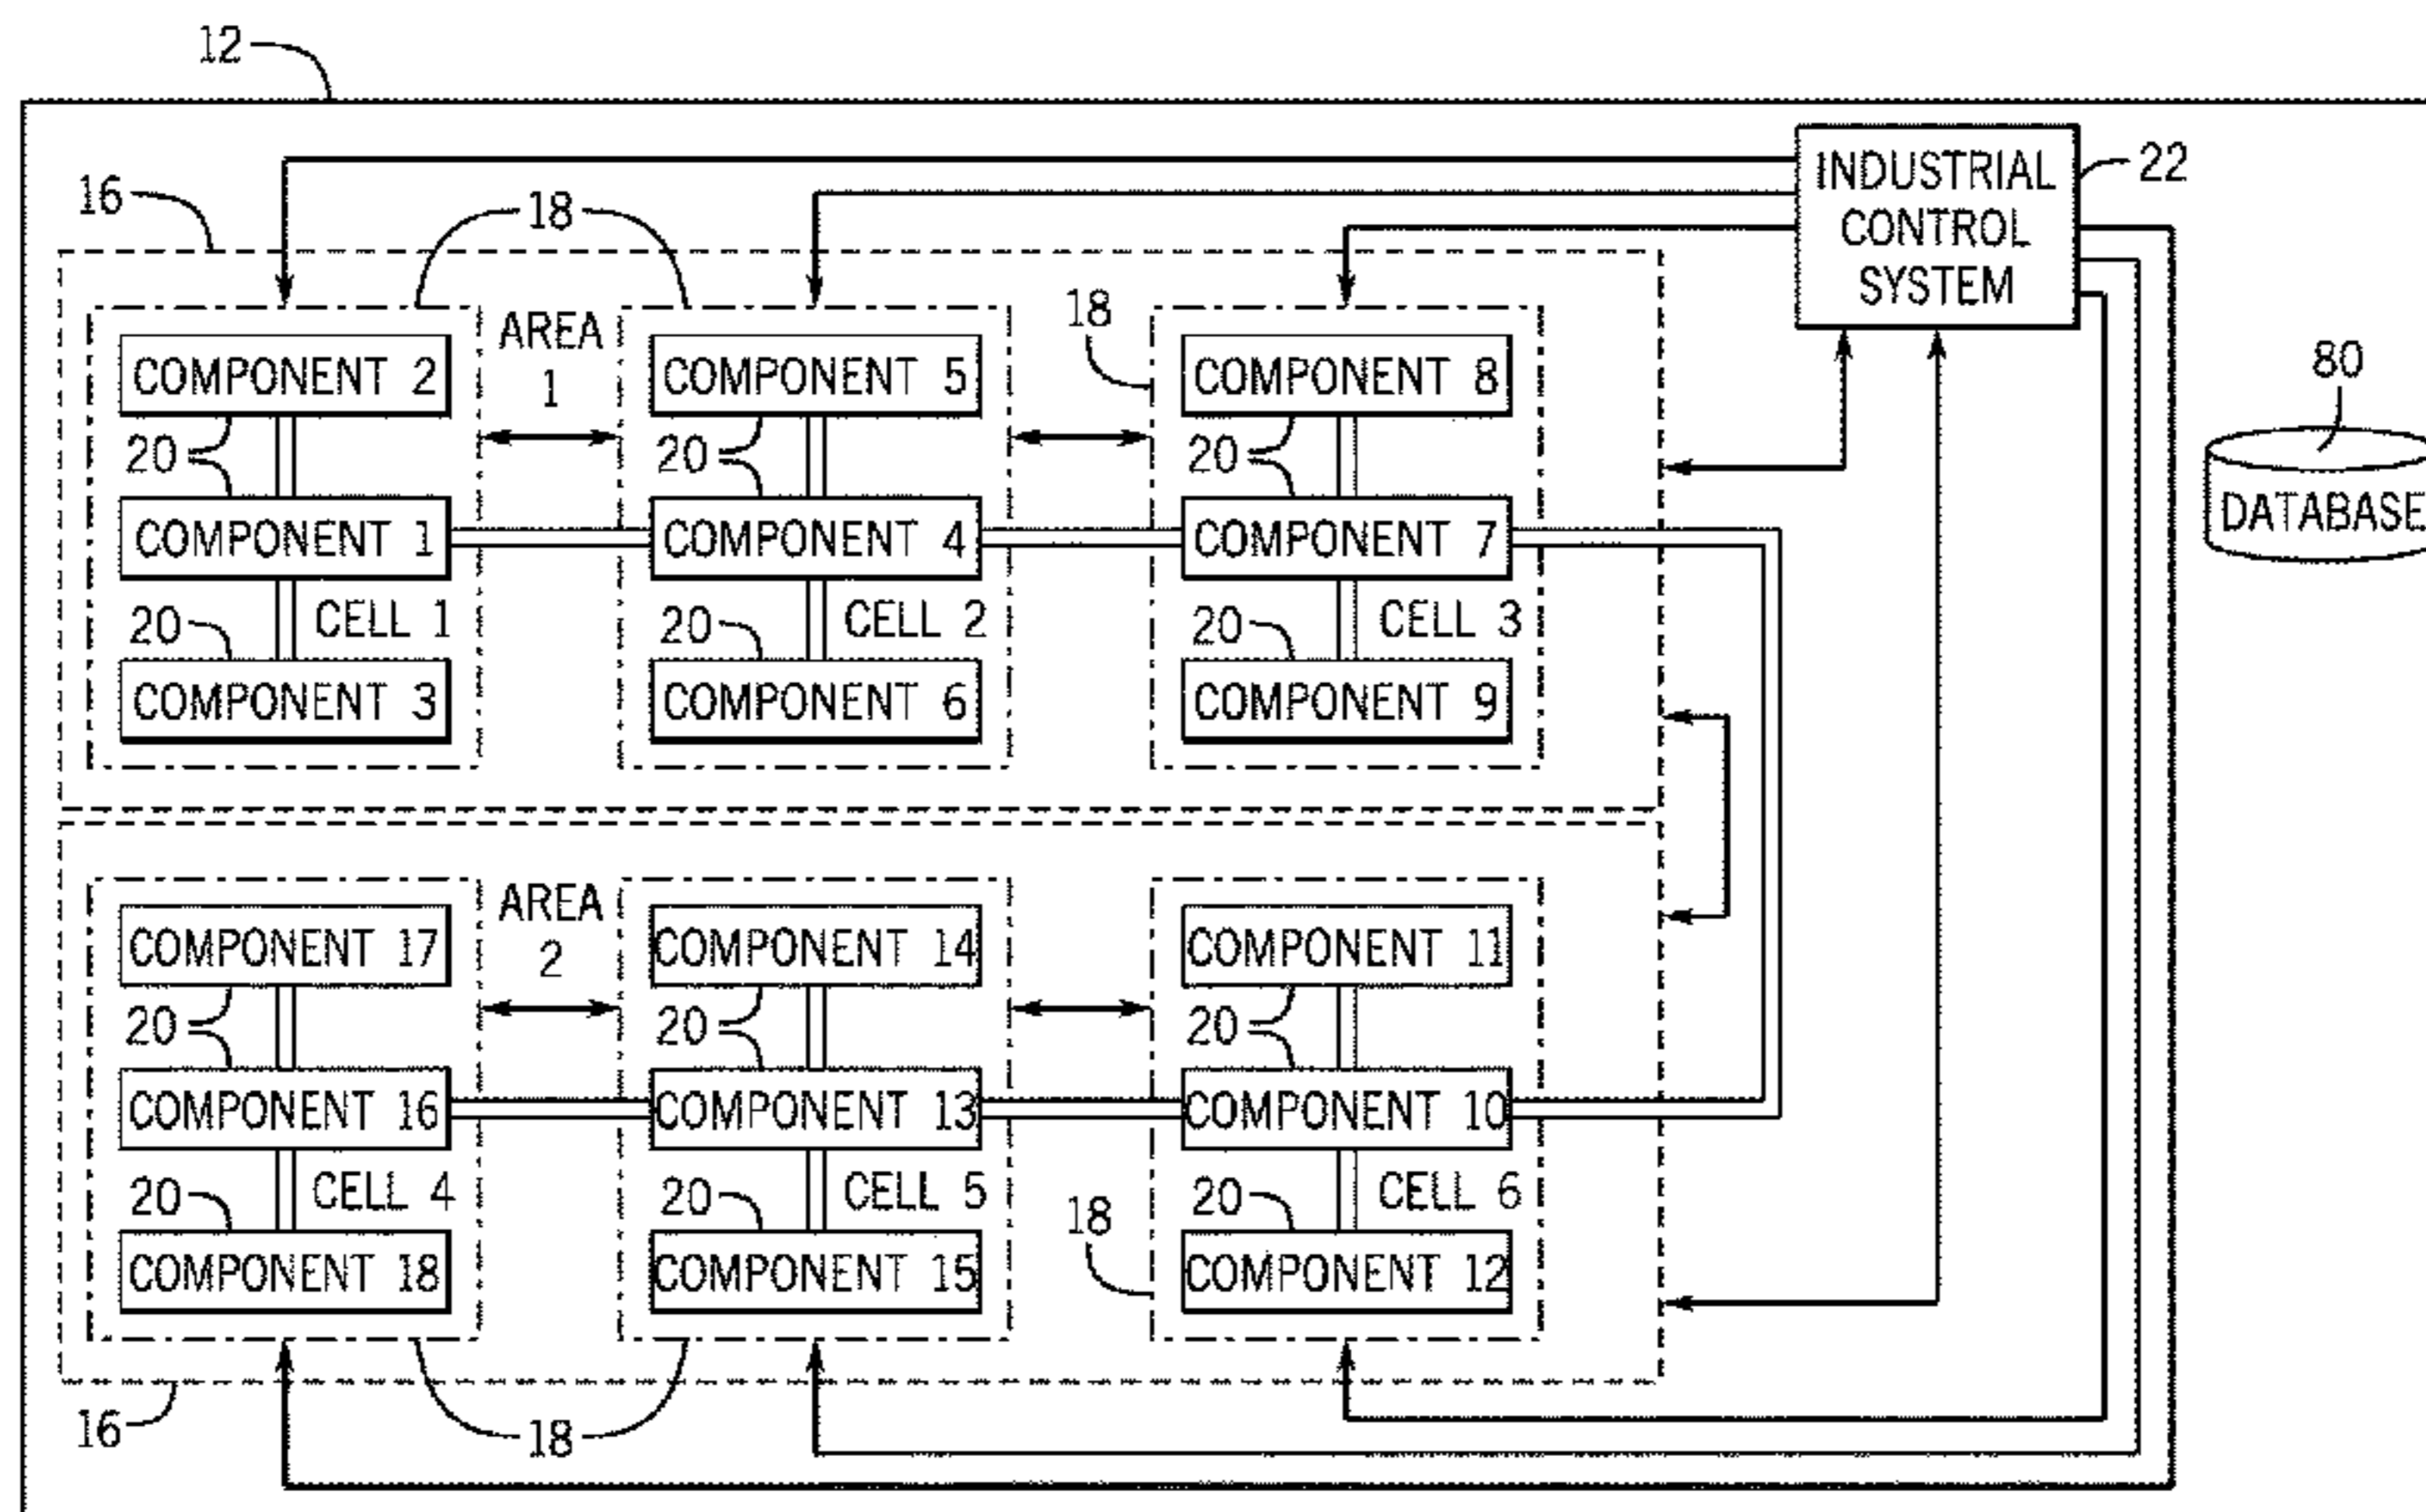 12
INDUSTRIAL
CONTROL
SYSTEM
22
16
18
18
AREA
1
COMPONENT 2
COMPONENT 5
COMPONENT 8
80
20
20
20
DATABASE
COMPONENT 1
COMPONENT 4
COMPONENT 7
20
CELL 1
20
CELL 2
20
CELL 3
COMPONENT 3
COMPONENT 6
COMPONENT 9
AREA
2
COMPONENT 17
COMPONENT 14
COMPONENT 11
20
20
20
COMPONENT 16
COMPONENT 13
COMPONENT 10
20
CELL 4
20
CELL 5
18
20
CELL 6
COMPONENT 18
COMPONENT 15
COMPONENT 12
16
18